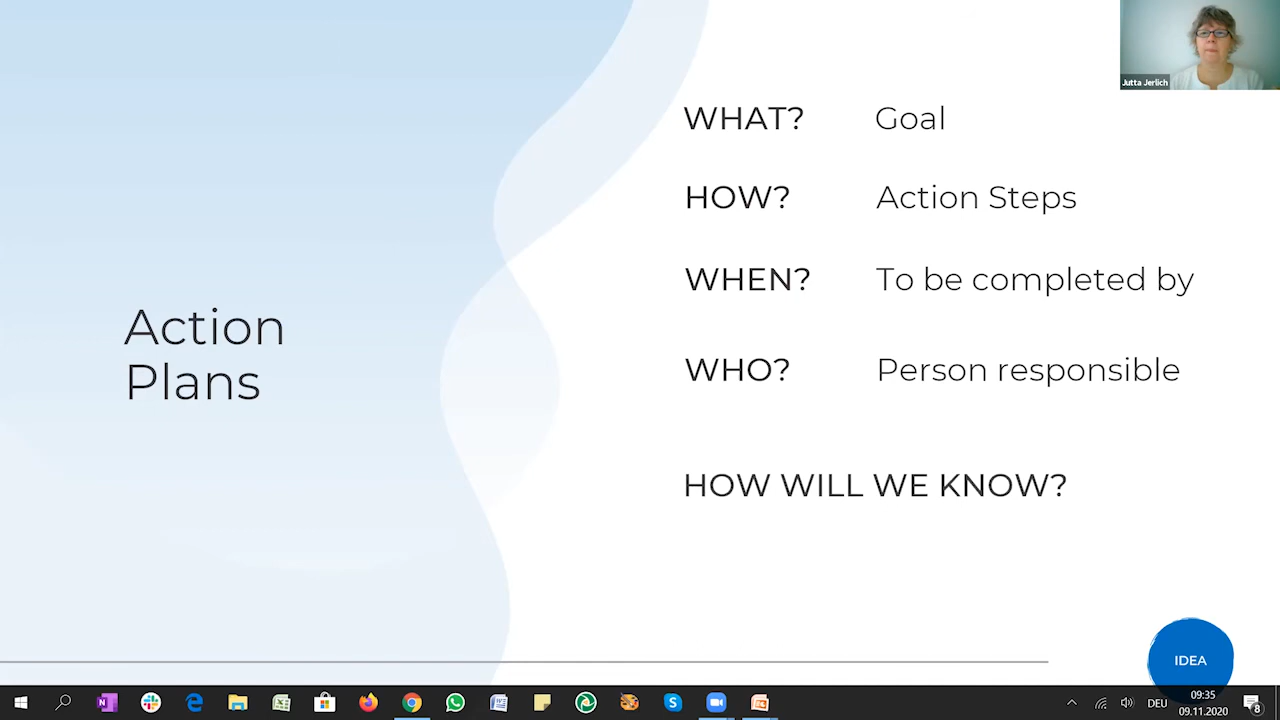 Jutta Jerlich
WHAT? Goal
HOW? Action Steps
WHEN? To be completed by
Action
Plans
WHO? Person responsible
HOW WILL WE KNOW?
IDEA
09:35
DEU
09.11.2020
8